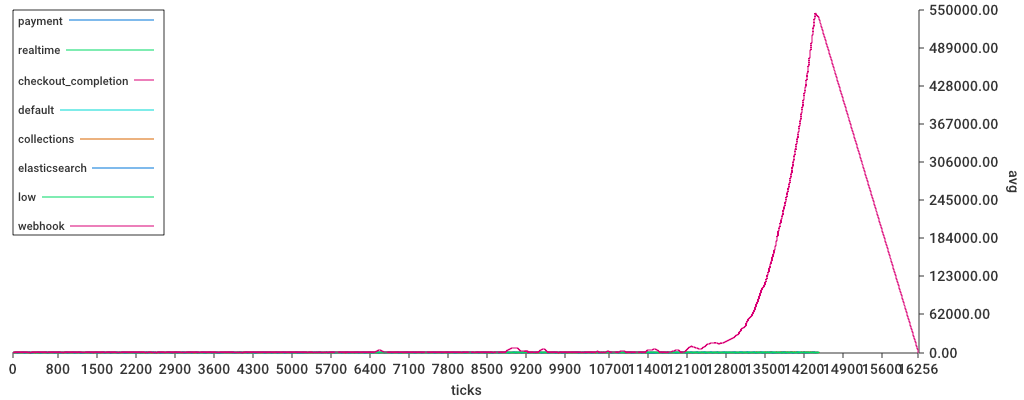 payment
realtime
checkout_completion
default
collections
elasticsearch
low
webhook
550000.00
489000.00
428000.00
367000.00
306000.00
245000.00
184000.00
123000.00
62000.00
0.00
avg
0 800 1500 2200 2900 3600 4300 5000 5700 6400 7100 7800 8500 9200 9900 10700 11400 12100 12800 13500 14200 14900 15600 16256
ticks